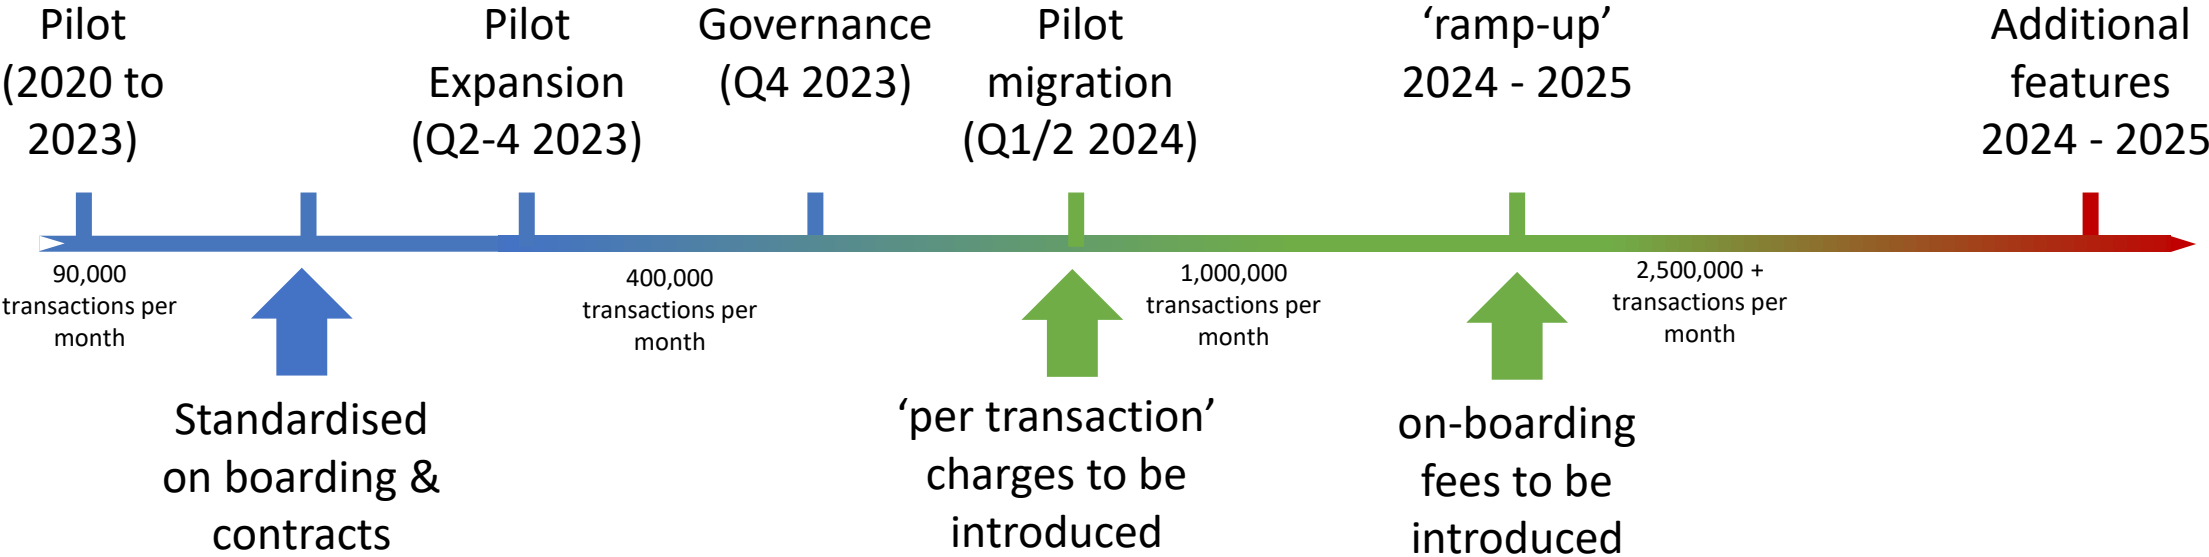 Pilot
(2020 to
2023)
Pilot
Expansion
(Q2-4 2023)
Governance
(Q4 2023)
Pilot
migration
(Q1/2 2024)
‘ramp-up’
2024 - 2025
Additional
features
2024 - 2025
90,000
transactions per
month
400,000
transactions per
month
1,000,000
transactions per
month
2,500,000 +
transactions per
month
Standardised
on boarding &
contracts
‘per transaction’
charges to be
introduced
on-boarding
fees to be
introduced